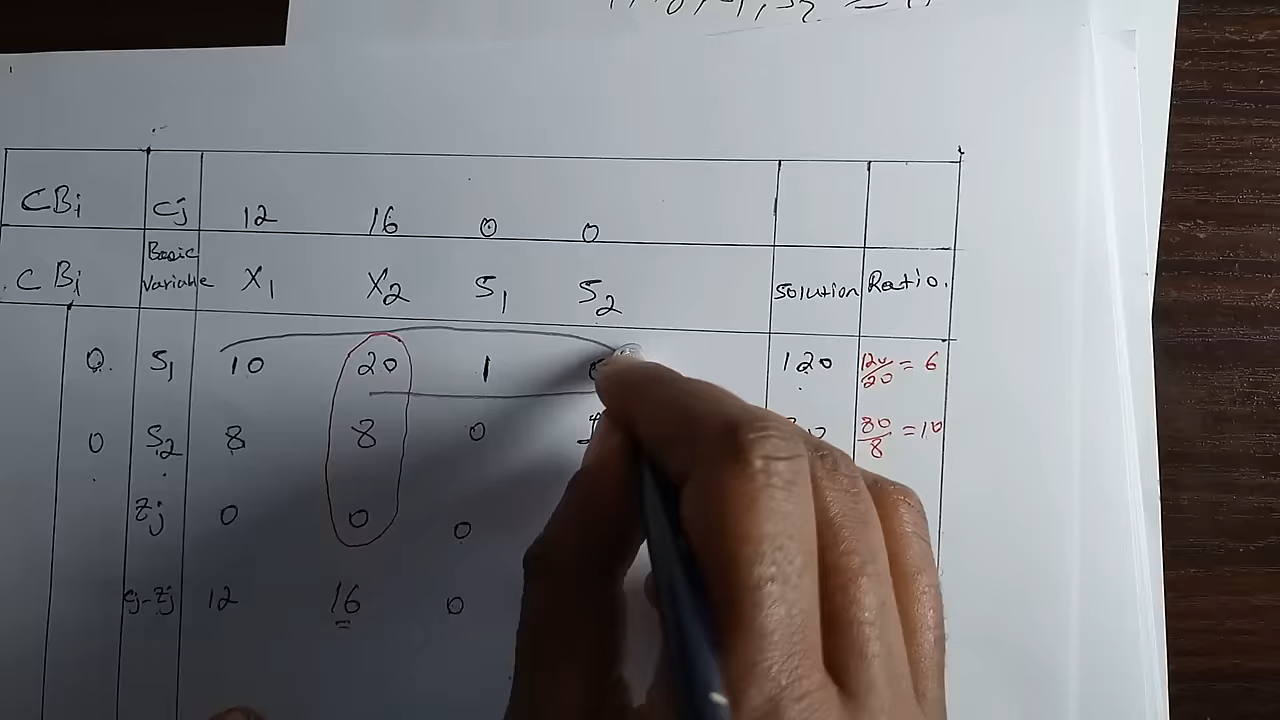 CBi Cj 12 16 0 0
CBi Basic Variable X1 X2 S1 S2 Solution Ratio.
0. S1 10 20 1 120 120/20 = 6
0 S2 8 8 0 80/8 = 10
Zj 0 0 0
Cj-Zj 12 16 0